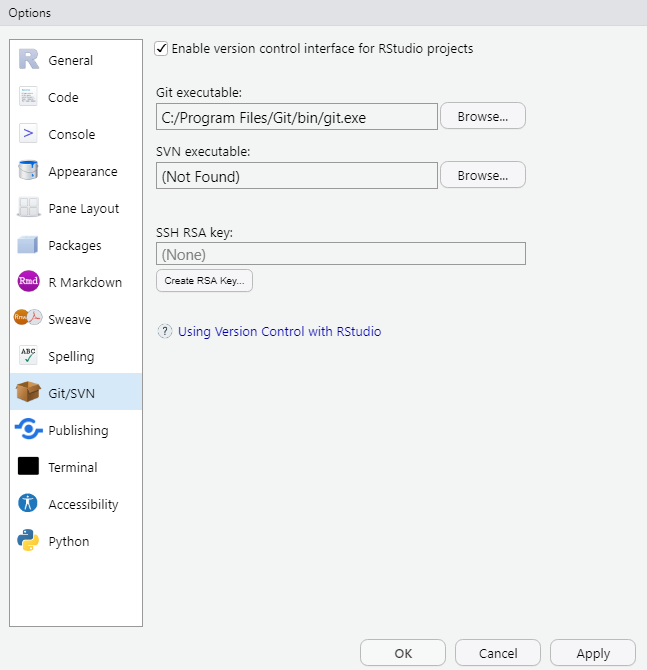 Options
General
Code
Console
Appearance
Pane Layout
Packages
Rmd R Markdown
Sweave
ABC Spelling
Git/SVN
Publishing
Terminal
Accessibility
Python
Enable version control interface for RStudio projects
Git executable:
C:/Program Files/Git/bin/git.exe Browse...
SVN executable:
(Not Found) Browse...
SSH RSA key:
(None)
Create RSA Key...
? Using Version Control with RStudio
OK Cancel Apply